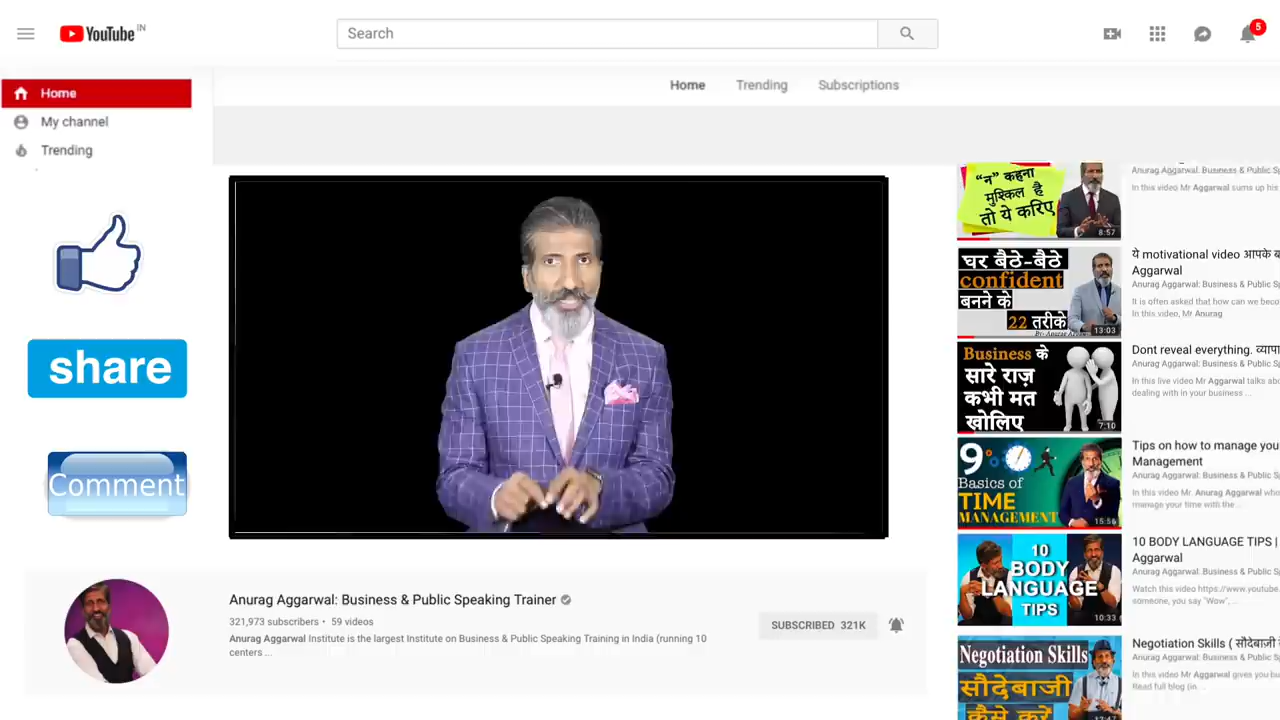 YouTube IN
Search
5
Home
Trending
Subscriptions
Home
My channel
Trending
share
Comment
Anurag Aggarwal: Business & Public Speaking Trainer
321,973 subscribers • 59 videos
Anurag Aggarwal Institute is the largest Institute on Business & Public Speaking Training in India (running 10
centers ...
SUBSCRIBED 321K
"न" कहना
मुश्किल है
तो ये करिए
8:57
Anurag Aggarwal: Business & Public S
In this video Mr Aggarwal sums up his
घर बैठे-बैठे
confident
बनने के
22 तरीके
By:- Anurag Aggarwal
13:03
ये motivational video आपके ब
Aggarwal
Anurag Aggarwal: Business & Public Sp
It is often asked that how can we beco
In this video, Mr Anurag
Business के
सारे राज़
कभी मत
खोलिए
7:10
Dont reveal everything. व्यापा
Anurag Aggarwal: Business & Public Sp
In this live video Mr Aggarwal talks abo
dealing with in your business ...
9
Basics of
TIME
MANAGEMENT
15:56
Tips on how to manage you
Management
Anurag Aggarwal: Business & Public Sp
In this video Mr. Anurag Aggarwal who
manage your time with the...
10
BODY
LANGUAGE
TIPS
10:33
10 BODY LANGUAGE TIPS |
Aggarwal
Anurag Aggarwal: Business & Public Sp
Watch this video https://www.youtube.
someone, you say "Wow", ...
Negotiation Skills
सौदेबाजी
कैसे करें
12:47
Negotiation Skills ( सौदेबाज़ी
Anurag Aggarwal: Business & Public Sp
In this video Mr Aggarwal gives you bu
Read full blog (in...